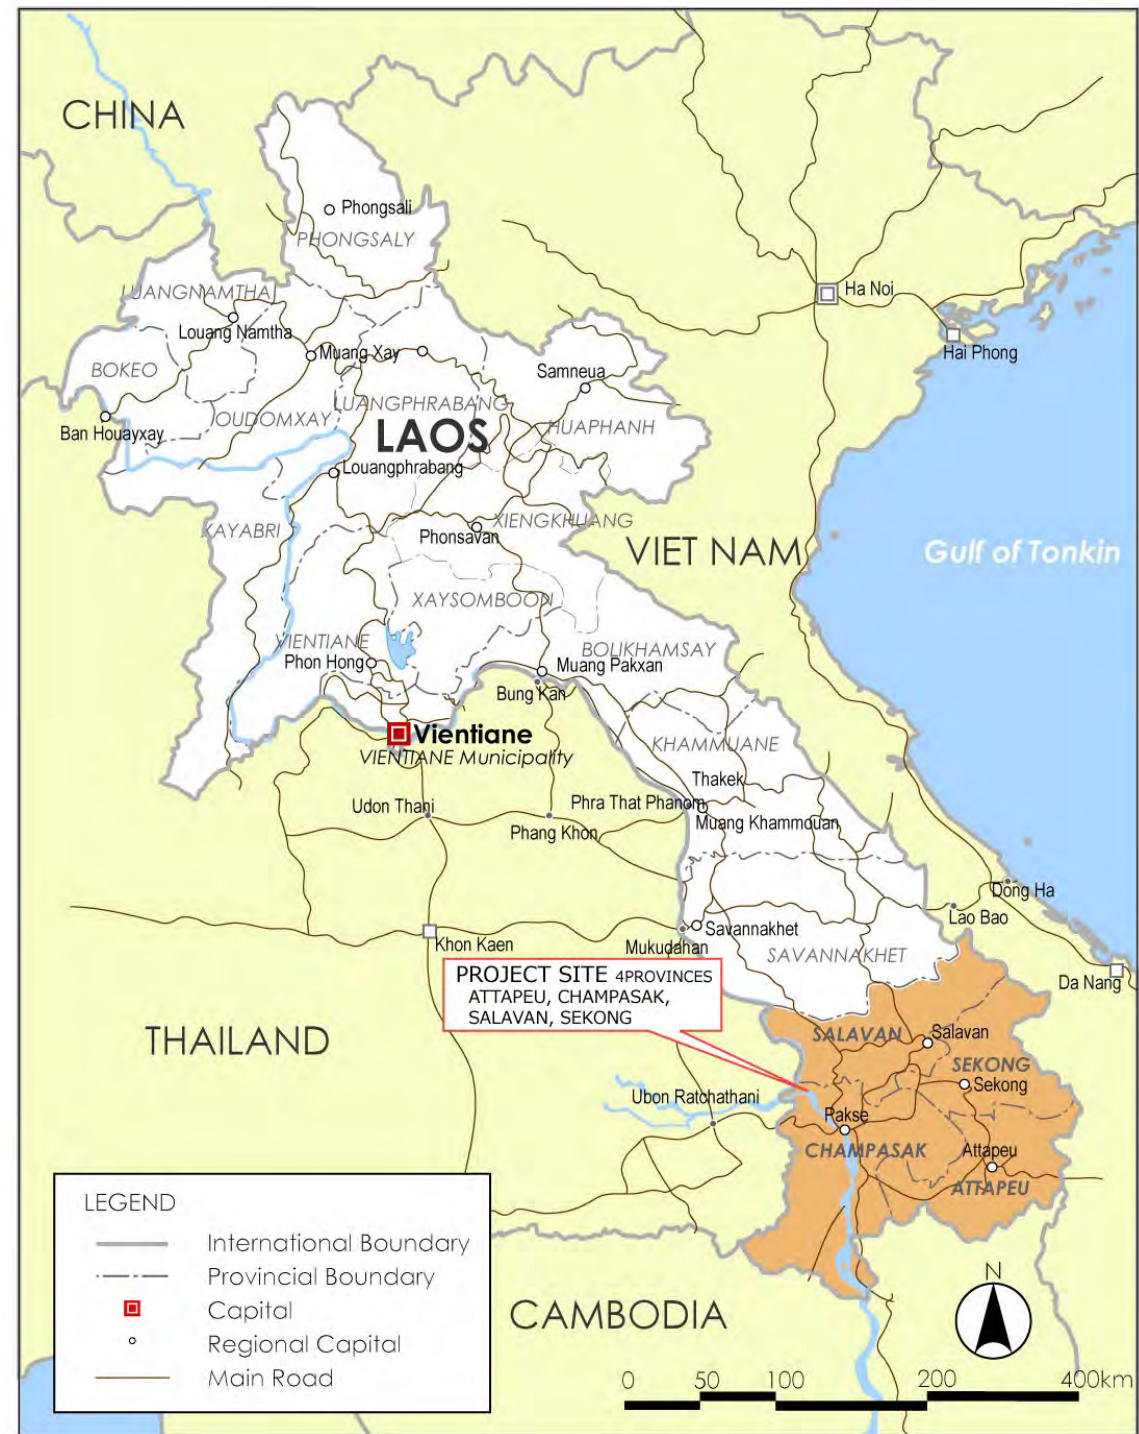 CHINA
Phongsali
PHONGSALY
LUANGNAMTHA
Louang Namtha
Muang Xay
BOKEO
Ban Houayxay
OUDOMXAY
LUANGPHRABANG
LAOS
Samneua
HUAPHANH
Louangphrabang
Ha Noi
Hai Phong
XAYABRI
Phonsavan
XIENGKHUANG
VIET NAM
Gulf of Tonkin
XAYSOMBOON
VIENTIANE
Phon Hong
BOLIKHAMSAY
Muang Pakxan
Bung Kan
Vientiane
VIENTIANE Municipality
KHAMMUANE
Thakek
Udon Thani
Phang Khon
Phra That Phanom
Muang Khammouan
Dong Ha
Lao Bao
Khon Kaen
Mukudahan
Savannakhet
SAVANNAKHET
Da Nang
PROJECT SITE 4PROVINCES
ATTAPEU, CHAMPASAK,
SALAVAN, SEKONG
THAILAND
SALAVAN
Salavan
SEKONG
Sekong
Ubon Ratchathani
Pakse
CHAMPASAK
Attapeu
ATTAPEU
CAMBODIA
LEGEND
International Boundary
Provincial Boundary
Capital
Regional Capital
Main Road
N
0 50 100 200 400km